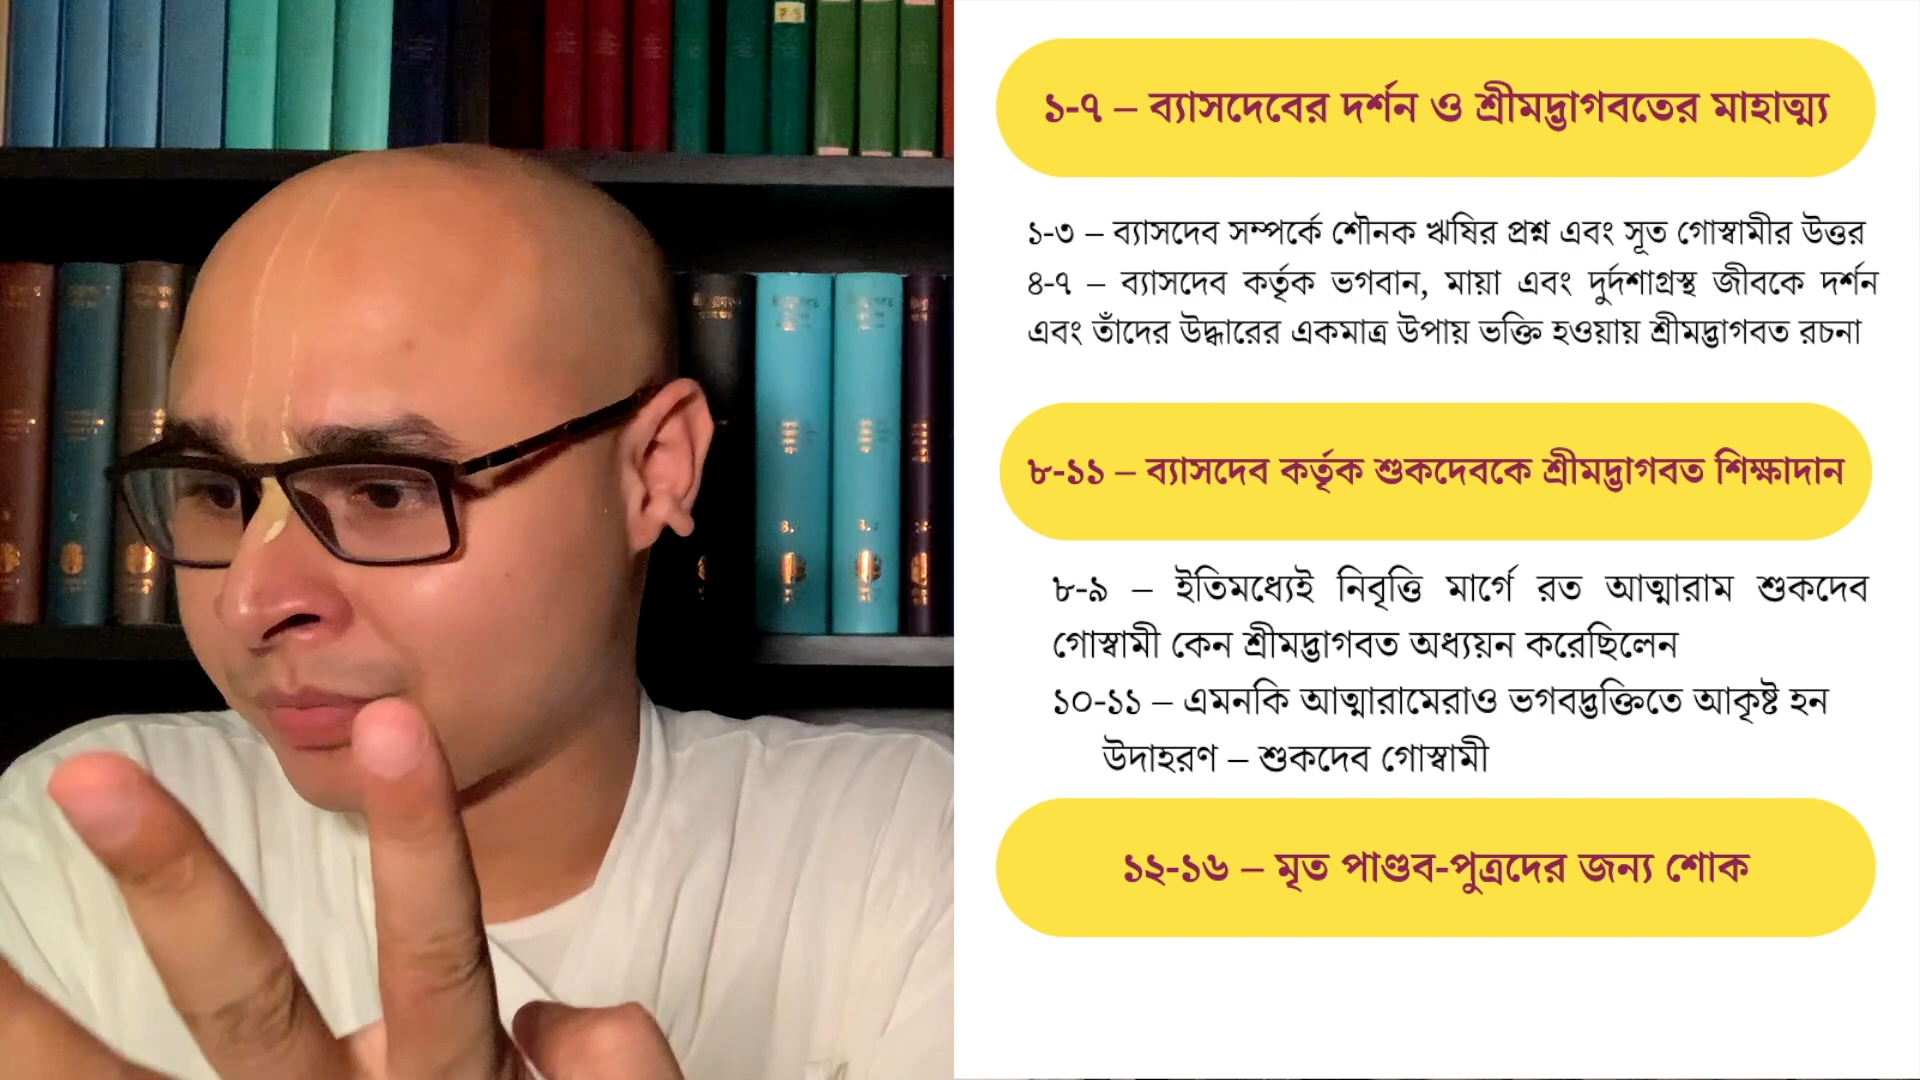 ১-৭ – ব্যাসদেবের দর্শন ও শ্রীমদ্ভাগবতের মাহাত্ম্য
১-৩ – ব্যাসদেব সম্পর্কে শৌনক ঋষির প্রশ্ন এবং সূত গোস্বামীর উত্তর
৪-৭ – ব্যাসদেব কর্তৃক ভগবান, মায়া এবং দুর্দশাগ্রস্থ জীবকে দর্শন
এবং তাঁদের উদ্ধারের একমাত্র উপায় ভক্তি হওয়ায় শ্রীমদ্ভাগবত রচনা
৮-১১ – ব্যাসদেব কর্তৃক শুকদেবকে শ্রীমদ্ভাগবত শিক্ষাদান
৮-৯ – ইতিমধ্যেই নিবৃত্তি মার্গে রত আত্মারাম শুকদেব
গোস্বামী কেন শ্রীমদ্ভাগবত অধ্যয়ন করেছিলেন
১০-১১ – এমনকি আত্মারামেরাও ভগবদ্ভক্তিতে আকৃষ্ট হন
উদাহরণ – শুকদেব গোস্বামী
১২-১৬ – মৃত পাণ্ডব-পুত্রদের জন্য শোক